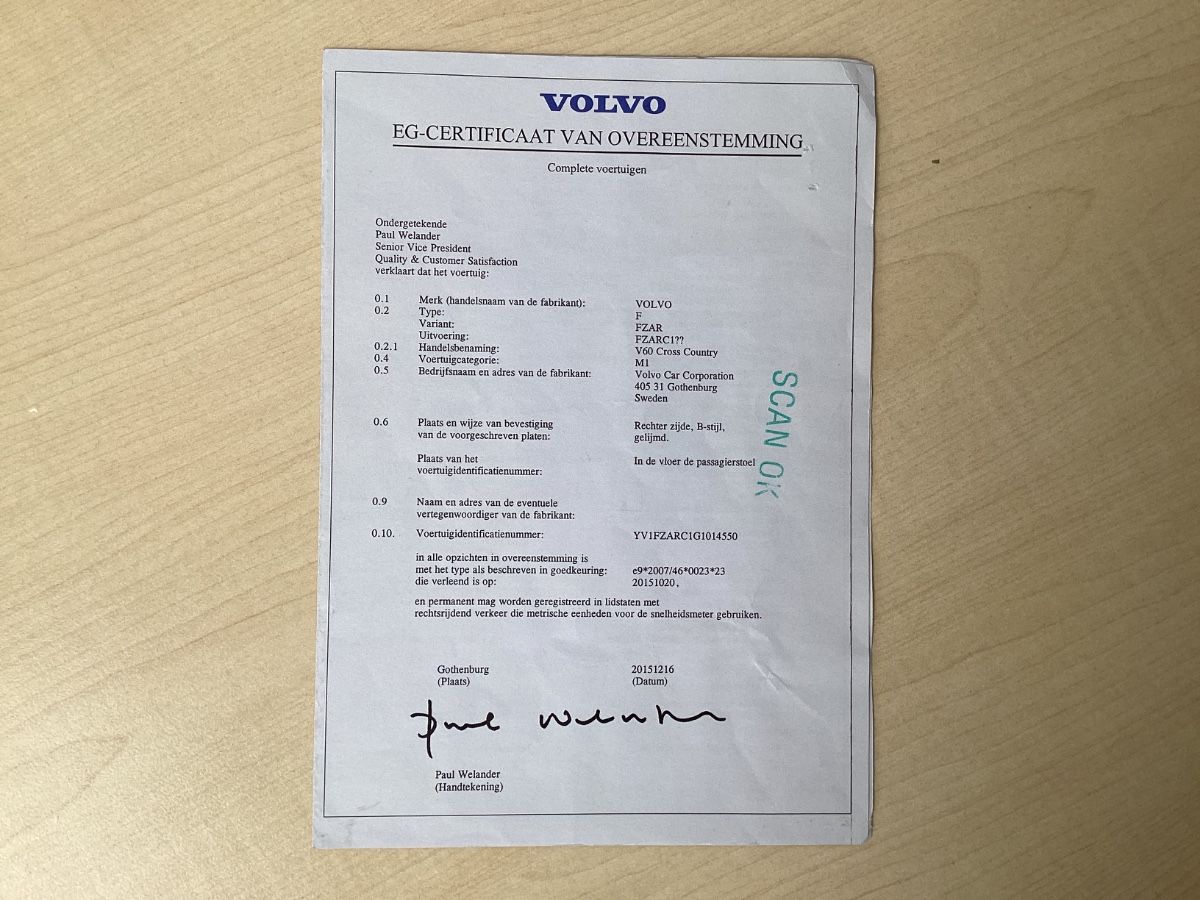 VOLVO
EG-CERTIFICAAT VAN OVEREENSTEMMING
Complete voertuigen
Ondergetekende
Paul Welander
Senior Vice President
Quality & Customer Satisfaction
verklaart dat het voertuig:
0.1 Merk (handelsnaam van de fabrikant): VOLVO
0.2 Type: F
Variant: FZAR
Uitvoering: FZARC1??
0.2.1 Handelsbenaming: V60 Cross Country
0.4 Voertuigcategorie: M1
0.5 Bedrijfsnaam en adres van de fabrikant: Volvo Car Corporation
405 31 Gothenburg
Sweden
0.6 Plaats en wijze van bevestiging Rechter zijde, B-stijl,
van de voorgeschreven platen: gelijmd.
Plaats van het In de vloer de passagierstoel
voertuigidentificatienummer:
SCAN OK
0.9 Naam en adres van de eventuele
vertegenwoordiger van de fabrikant:
0.10. Voertuigidentificatienummer: YV1FZARC1G1014550
in alle opzichten in overeenstemming is
met het type als beschreven in goedkeuring: e9*2007/46*0023*23
die verleend is op: 20151020,
en permanent mag worden geregistreerd in lidstaten met
rechtsrijdend verkeer die metrische eenheden voor de snelheidsmeter gebruiken.
Gothenburg 20151216
(Plaats) (Datum)
Paul Welander
Paul Welander
(Handtekening)